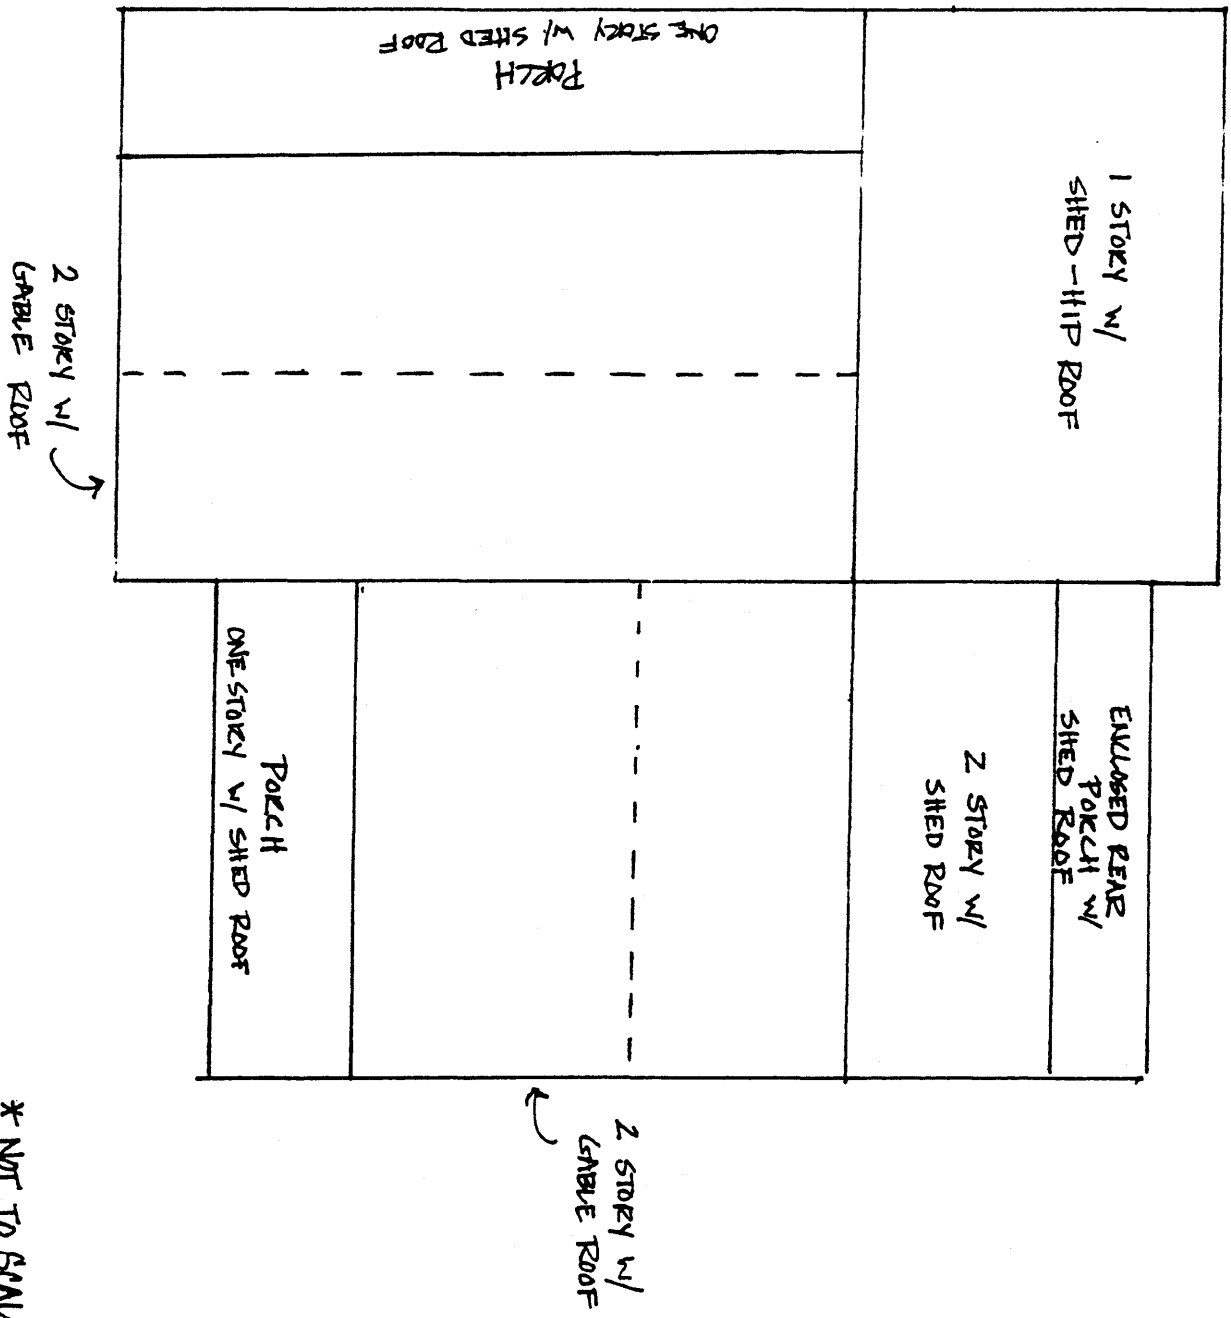 ONE STORY W/ SHED ROOF
PORCH
1 STORY W/
SHED-HIP ROOF
2 STORY W/
GABLE ROOF
ENCLOSED REAR
PORCH W/
SHED ROOF
2 STORY W/
SHED ROOF
PORCH
ONE STORY W/ SHED ROOF
2 STORY W/
GABLE ROOF
* NOT TO